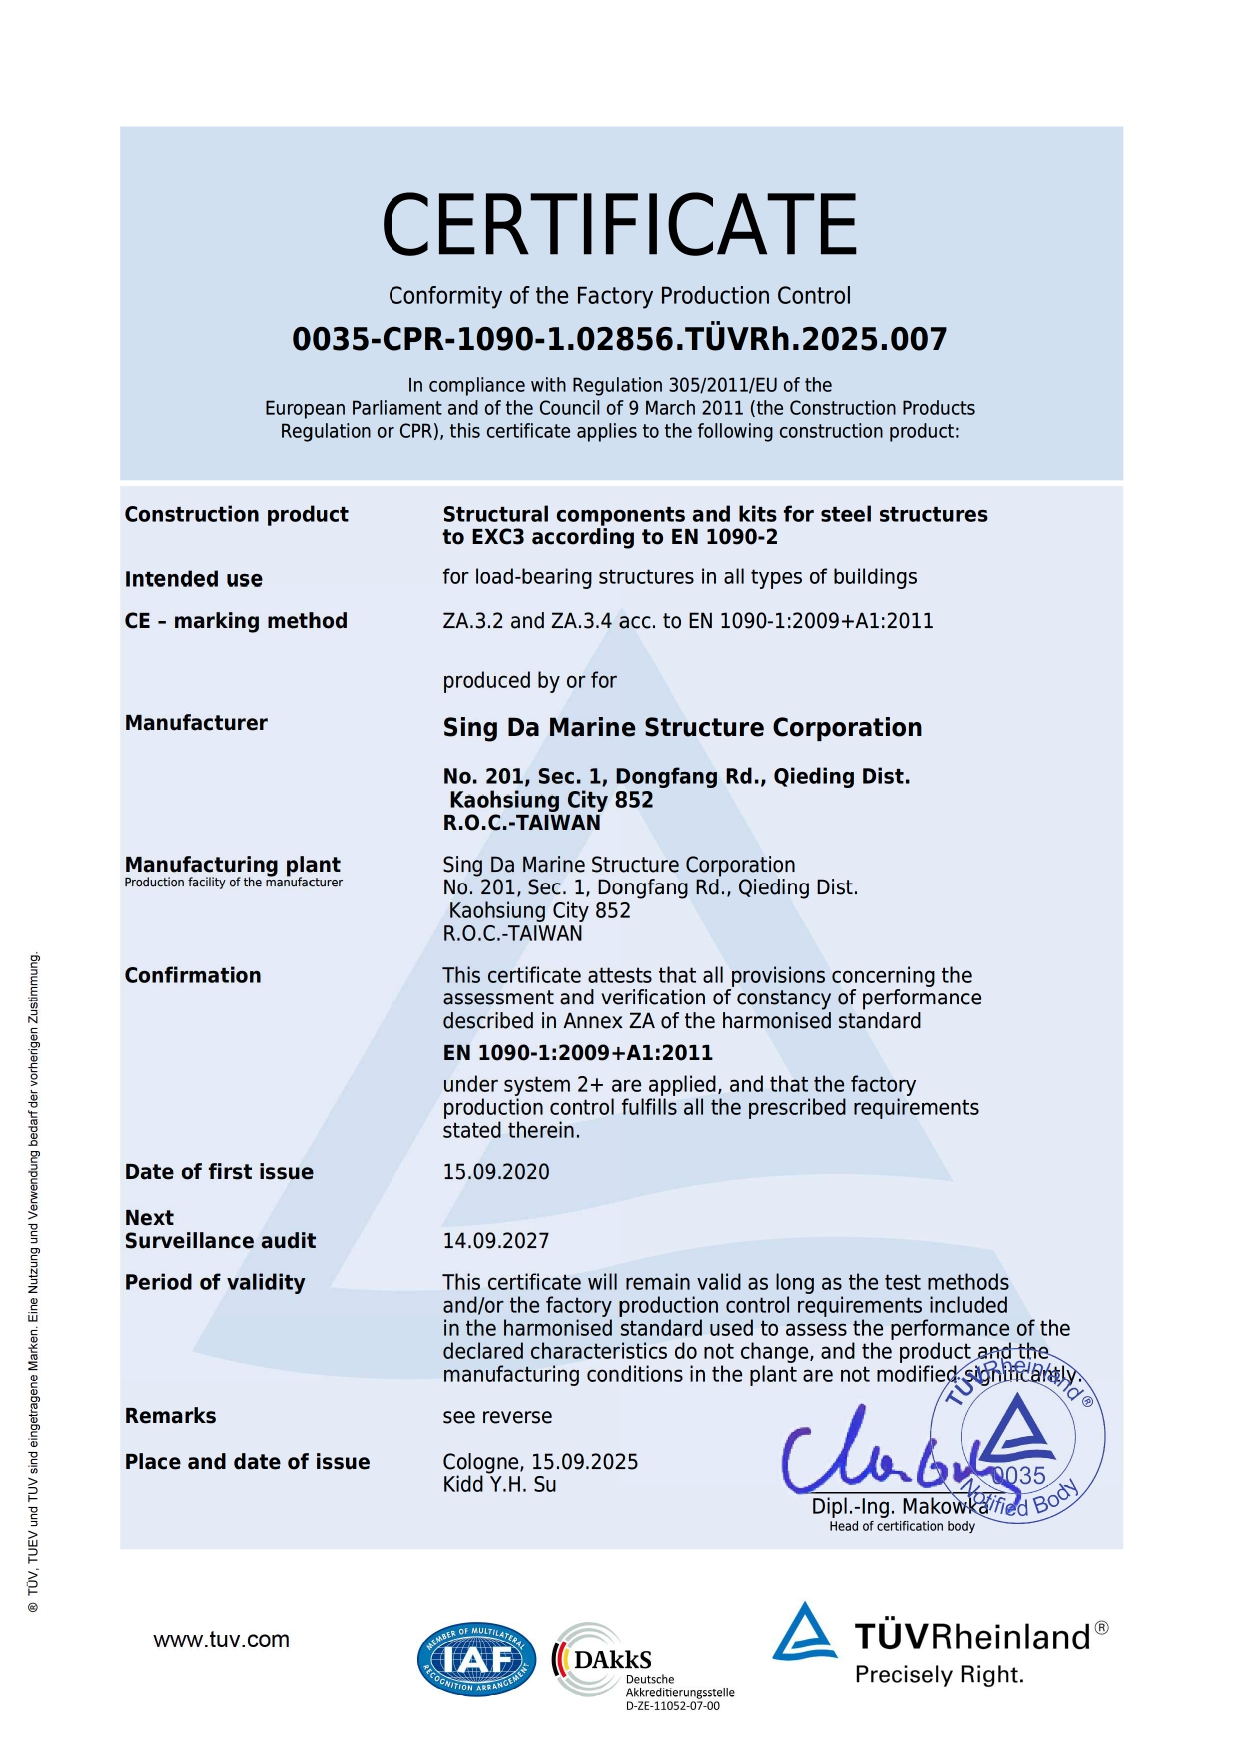 CERTIFICATE
Conformity of the Factory Production Control
0035-CPR-1090-1.02856.TÜVRh.2025.007
In compliance with Regulation 305/2011/EU of the
European Parliament and of the Council of 9 March 2011 (the Construction Products
Regulation or CPR), this certificate applies to the following construction product:
Construction product
Structural components and kits for steel structures
to EXC3 according to EN 1090-2
Intended use
for load-bearing structures in all types of buildings
CE – marking method
ZA.3.2 and ZA.3.4 acc. to EN 1090-1:2009+A1:2011
produced by or for
Manufacturer
Sing Da Marine Structure Corporation
No. 201, Sec. 1, Dongfang Rd., Qieding Dist.
Kaohsiung City 852
R.O.C.-TAIWAN
Manufacturing plant
Production facility of the manufacturer
Sing Da Marine Structure Corporation
No. 201, Sec. 1, Dongfang Rd., Qieding Dist.
Kaohsiung City 852
R.O.C.-TAIWAN
Confirmation
This certificate attests that all provisions concerning the
assessment and verification of constancy of performance
described in Annex ZA of the harmonised standard
EN 1090-1:2009+A1:2011
under system 2+ are applied, and that the factory
production control fulfills all the prescribed requirements
stated therein.
Date of first issue
15.09.2020
Next
Surveillance audit
14.09.2027
Period of validity
This certificate will remain valid as long as the test methods
and/or the factory production control requirements included
in the harmonised standard used to assess the performance of the
declared characteristics do not change, and the product and the
manufacturing conditions in the plant are not modified significantly.
Remarks
see reverse
Place and date of issue
Cologne, 15.09.2025
Kidd Y.H. Su
TÜVRheinland®
0035
Notified Body
Dipl.-Ing. Makowka
Head of certification body
® TÜV, TUEV und TUV sind eingetragene Marken. Eine Nutzung und Verwendung bedarf der vorherigen Zustimmung.
www.tuv.com
MEMBER OF MULTILATERAL
IAF
RECOGNITION ARRANGEMENT
DAkkS
Deutsche
Akkreditierungsstelle
D-ZE-11052-07-00
TÜVRheinland®
Precisely Right.